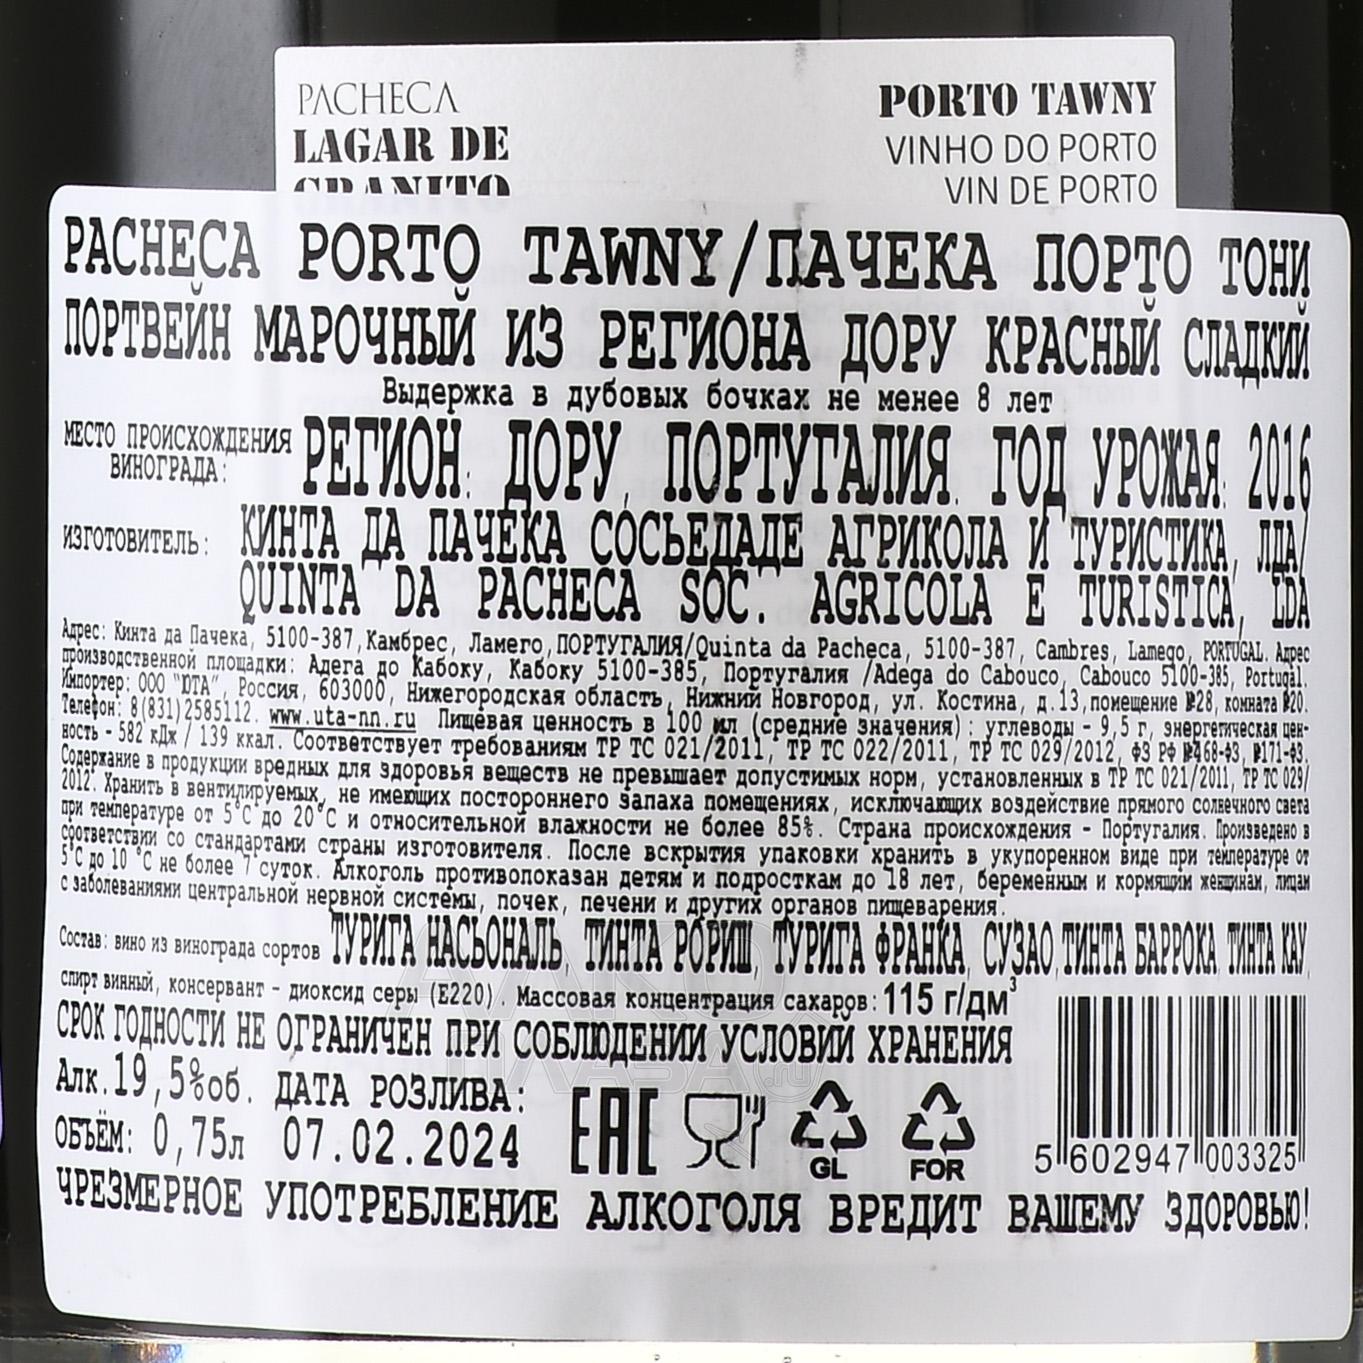 PACHECA
LAGAR DE
GRANITO
PORTO TAWNY
VINHO DO PORTO
VIN DE PORTO
PACHECA PORTO TAWNY/ПАЧЕКА ПОРТО ТОНИ
ПОРТВЕЙН МАРОЧНЫЙ ИЗ РЕГИОНА ДОРУ КРАСНЫЙ СЛАДКИЙ
Выдержка в дубовых бочках не менее 8 лет
МЕСТО ПРОИСХОЖДЕНИЯ
ВИНОГРАДА:
РЕГИОН: ДОРУ, ПОРТУГАЛИЯ. ГОД УРОЖАЯ: 2016
ИЗГОТОВИТЕЛЬ: КИНТА ДА ПАЧЕКА СОСЬЕДАДЕ АГРИКОЛА И ТУРИСТИКА, ЛДА/
QUINTA DA PACHECA SOC. AGRICOLA E TURISTICA, LDA
Адрес: Кинта да Пачека, 5100-387,Камбрес, Ламего,ПОРТУГАЛИЯ/Quinta da Pacheca, 5100-387, Cambres, Lamego, PORTUGAL. Адрес
производственной площадки: Адега до Кабоку, Кабоку 5100-385, Португалия /Adega do Cabouco, Cabouco 5100-385, Portugal.
Импортер: ООО "ЮТА", Россия, 603000, Нижегородская область, Нижний Новгород, ул. Костина, д.13,помещение №28, комната №20.
Телефон: 8(831)2585112. www.uta-nn.ru Пищевая ценность в 100 мл (средние значения): углеводы - 9,5 г, энергетическая цен-
ность - 582 кДж / 139 ккал. Соответствует требованиям ТР ТС 021/2011, ТР ТС 022/2011, ТР ТС 029/2012, ФЗ РФ №468-ФЗ, №171-ФЗ.
Содержание в продукции вредных для здоровья веществ не превышает допустимых норм, установленных в ТР ТС 021/2011, ТР ТС 029/
2012. Хранить в вентилируемых, не имеющих постороннего запаха помещениях, исключающих воздействие прямого солнечного света
при температуре от 5°С до 20°С и относительной влажности не более 85%. Страна происхождения - Португалия. Произведено в
соответствии со стандартами страны изготовителя. После вскрытия упаковки хранить в укупоренном виде при температуре от
5°С до 10 °С не более 7 суток. Алкоголь противопоказан детям и подросткам до 18 лет, беременным и кормящим женщинам, лицам
с заболеваниями центральной нервной системы, почек, печени и других органов пищеварения.
Состав: вино из винограда сортов ТУРИГА НАСЬОНАЛЬ, ТИНТА РОРИШ, ТУРИГА ФРАНКА, СУЗАО,ТИНТА БАРРОКА, ТИНТА КАУ,
спирт винный, консервант - диоксид серы (Е220). Массовая концентрация сахаров: 115 г/дм³
СРОК ГОДНОСТИ НЕ ОГРАНИЧЕН ПРИ СОБЛЮДЕНИИ УСЛОВИЙ ХРАНЕНИЯ
Алк.19,5%об. ДАТА РОЗЛИВА:
ОБЪЁМ: 0,75л 07.02.2024
EAC
GL
FOR
5 602947 003325
ЧРЕЗМЕРНОЕ УПОТРЕБЛЕНИЕ АЛКОГОЛЯ ВРЕДИТ ВАШЕМУ ЗДОРОВЬЮ!